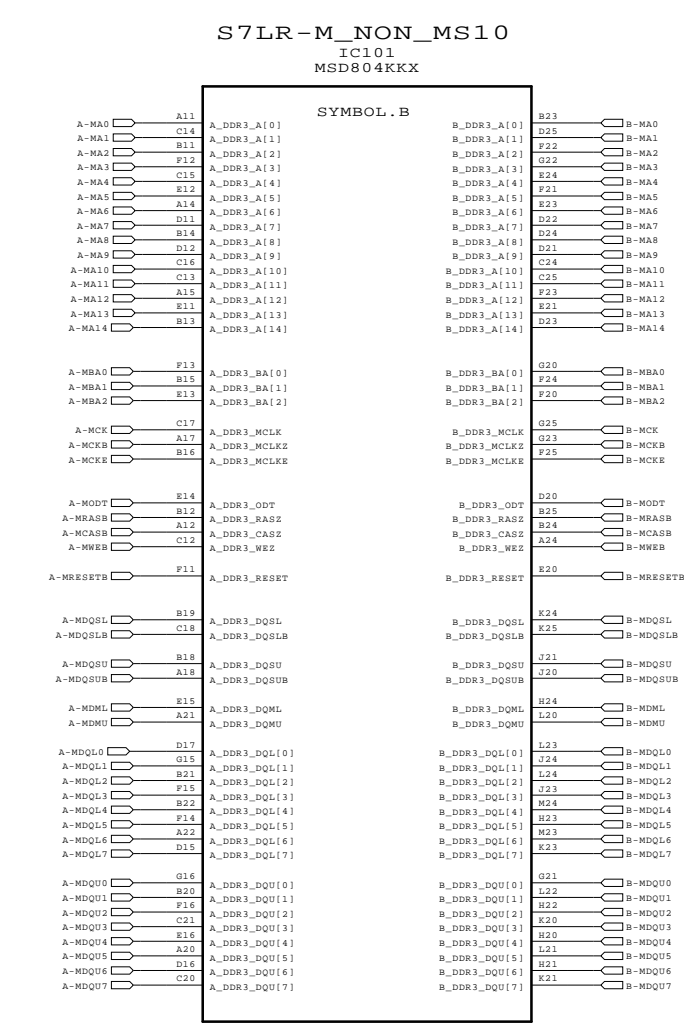 S7LR-M_NON_MS10
IC101
MSD804KKX
SYMBOL.B
A-MA0 A11 A_DDR3_A[0] B_DDR3_A[0] B23 B-MA0
A-MA1 C14 A_DDR3_A[1] B_DDR3_A[1] D25 B-MA1
A-MA2 B11 A_DDR3_A[2] B_DDR3_A[2] F22 B-MA2
A-MA3 F12 A_DDR3_A[3] B_DDR3_A[3] G22 B-MA3
A-MA4 C15 A_DDR3_A[4] B_DDR3_A[4] E24 B-MA4
A-MA5 E12 A_DDR3_A[5] B_DDR3_A[5] F21 B-MA5
A-MA6 A14 A_DDR3_A[6] B_DDR3_A[6] E23 B-MA6
A-MA7 D11 A_DDR3_A[7] B_DDR3_A[7] D22 B-MA7
A-MA8 B14 A_DDR3_A[8] B_DDR3_A[8] D24 B-MA8
A-MA9 D12 A_DDR3_A[9] B_DDR3_A[9] D21 B-MA9
A-MA10 C16 A_DDR3_A[10] B_DDR3_A[10] C24 B-MA10
A-MA11 C13 A_DDR3_A[11] B_DDR3_A[11] C25 B-MA11
A-MA12 A15 A_DDR3_A[12] B_DDR3_A[12] F23 B-MA12
A-MA13 E11 A_DDR3_A[13] B_DDR3_A[13] E21 B-MA13
A-MA14 B13 A_DDR3_A[14] B_DDR3_A[14] D23 B-MA14
A-MBA0 F13 A_DDR3_BA[0] B_DDR3_BA[0] G20 B-MBA0
A-MBA1 B15 A_DDR3_BA[1] B_DDR3_BA[1] F24 B-MBA1
A-MBA2 E13 A_DDR3_BA[2] B_DDR3_BA[2] F20 B-MBA2
A-MCK C17 A_DDR3_MCLK B_DDR3_MCLK G25 B-MCK
A-MCKB A17 A_DDR3_MCLKZ B_DDR3_MCLKZ G23 B-MCKB
A-MCKE B16 A_DDR3_MCLKE B_DDR3_MCLKE F25 B-MCKE
A-MODT E14 A_DDR3_ODT B_DDR3_ODT D20 B-MODT
A-MRASB B12 A_DDR3_RASZ B_DDR3_RASZ B25 B-MRASB
A-MCASB A12 A_DDR3_CASZ B_DDR3_CASZ B24 B-MCASB
A-MWEB C12 A_DDR3_WEZ B_DDR3_WEZ A24 B-MWEB
A-MRESETB F11 A_DDR3_RESET B_DDR3_RESET E20 B-MRESETB
A-MDQSL B19 A_DDR3_DQSL B_DDR3_DQSL K24 B-MDQSL
A-MDQSLB C18 A_DDR3_DQSLB B_DDR3_DQSLB K25 B-MDQSLB
A-MDQSU B18 A_DDR3_DQSU B_DDR3_DQSU J21 B-MDQSU
A-MDQSUB A18 A_DDR3_DQSUB B_DDR3_DQSUB J20 B-MDQSUB
A-MDML E15 A_DDR3_DQML B_DDR3_DQML H24 B-MDML
A-MDMU A21 A_DDR3_DQMU B_DDR3_DQMU L20 B-MDMU
A-MDQL0 D17 A_DDR3_DQL[0] B_DDR3_DQL[0] L23 B-MDQL0
A-MDQL1 G15 A_DDR3_DQL[1] B_DDR3_DQL[1] J24 B-MDQL1
A-MDQL2 B21 A_DDR3_DQL[2] B_DDR3_DQL[2] L24 B-MDQL2
A-MDQL3 F15 A_DDR3_DQL[3] B_DDR3_DQL[3] J23 B-MDQL3
A-MDQL4 B22 A_DDR3_DQL[4] B_DDR3_DQL[4] M24 B-MDQL4
A-MDQL5 F14 A_DDR3_DQL[5] B_DDR3_DQL[5] H23 B-MDQL5
A-MDQL6 A22 A_DDR3_DQL[6] B_DDR3_DQL[6] M23 B-MDQL6
A-MDQL7 D15 A_DDR3_DQL[7] B_DDR3_DQL[7] K23 B-MDQL7
A-MDQU0 G16 A_DDR3_DQU[0] B_DDR3_DQU[0] G21 B-MDQU0
A-MDQU1 B20 A_DDR3_DQU[1] B_DDR3_DQU[1] L22 B-MDQU1
A-MDQU2 F16 A_DDR3_DQU[2] B_DDR3_DQU[2] H22 B-MDQU2
A-MDQU3 C21 A_DDR3_DQU[3] B_DDR3_DQU[3] K20 B-MDQU3
A-MDQU4 E16 A_DDR3_DQU[4] B_DDR3_DQU[4] H20 B-MDQU4
A-MDQU5 A20 A_DDR3_DQU[5] B_DDR3_DQU[5] L21 B-MDQU5
A-MDQU6 D16 A_DDR3_DQU[6] B_DDR3_DQU[6] H21 B-MDQU6
A-MDQU7 C20 A_DDR3_DQU[7] B_DDR3_DQU[7] K21 B-MDQU7